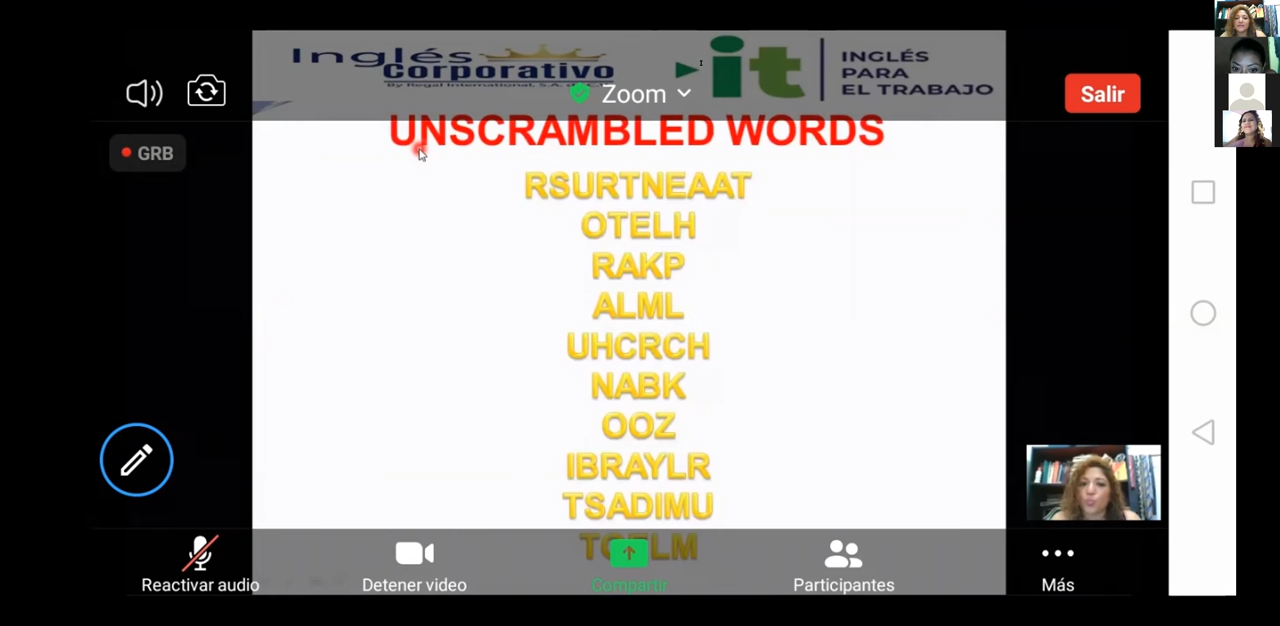 Inglés
Corporativo
By Regal International, S.A. de C.V.
it
INGLÉS
PARA
EL TRABAJO
Zoom
Salir
GRB
UNSCRAMBLED WORDS
RSURTNEAAT
OTELH
RAKP
ALML
UHCRCH
NABK
OOZ
IBRAYLR
TSADIMU
Reactivar audio
Detener video
Compartir
Participantes
Más